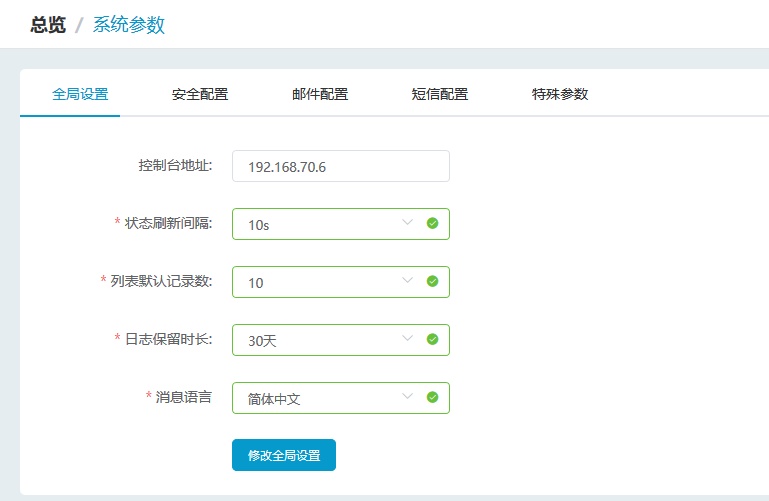 总览 / 系统参数
全局设置 安全配置 邮件配置 短信配置 特殊参数
控制台地址: 192.168.70.6
* 状态刷新间隔: 10s
* 列表默认记录数: 10
* 日志保留时长: 30天
* 消息语言 简体中文
修改全局设置